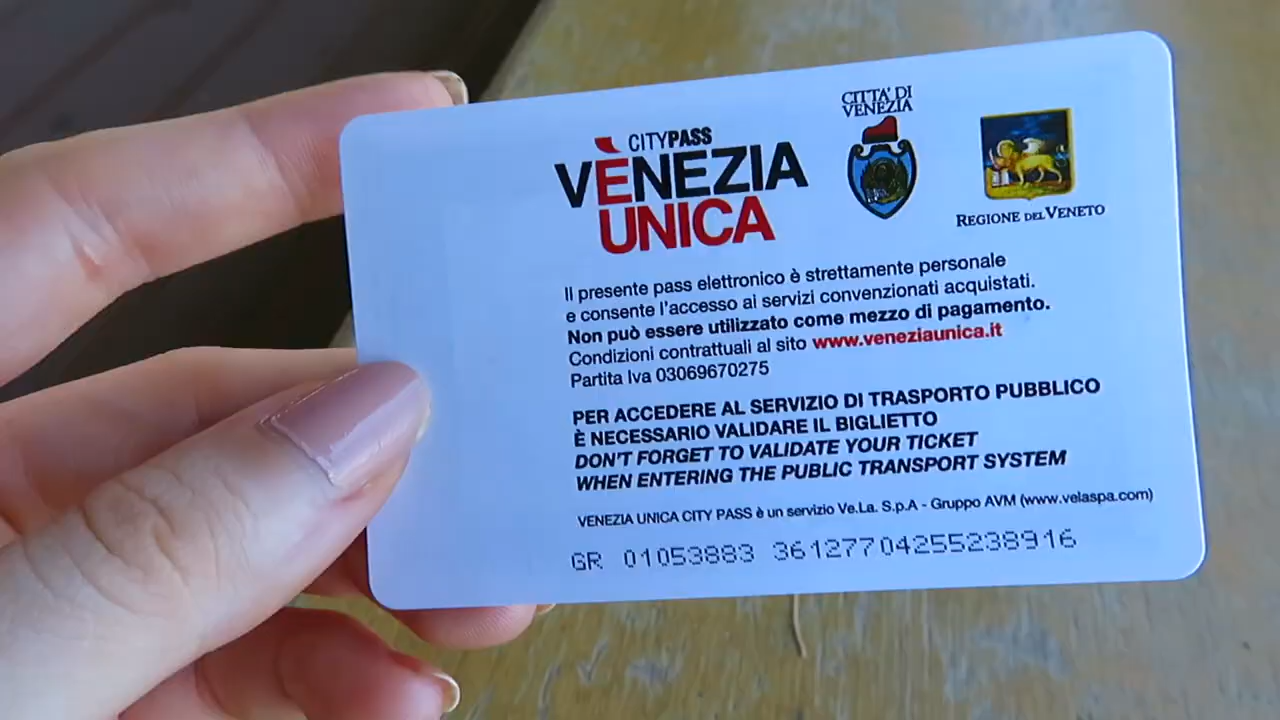 CITYPASS
VÈNEZIA
UNICA
CITTA' DI
VENEZIA
REGIONE DEL VENETO
Il presente pass elettronico è strettamente personale
e consente l'accesso ai servizi convenzionati acquistati.
Non può essere utilizzato come mezzo di pagamento.
Condizioni contrattuali al sito www.veneziaunica.it
Partita Iva 03069670275
PER ACCEDERE AL SERVIZIO DI TRASPORTO PUBBLICO
È NECESSARIO VALIDARE IL BIGLIETTO
DON'T FORGET TO VALIDATE YOUR TICKET
WHEN ENTERING THE PUBLIC TRANSPORT SYSTEM
VENEZIA UNICA CITY PASS è un servizio Ve.La. S.p.A - Gruppo AVM (www.velaspa.com)
GR 01053883 36127704255238916